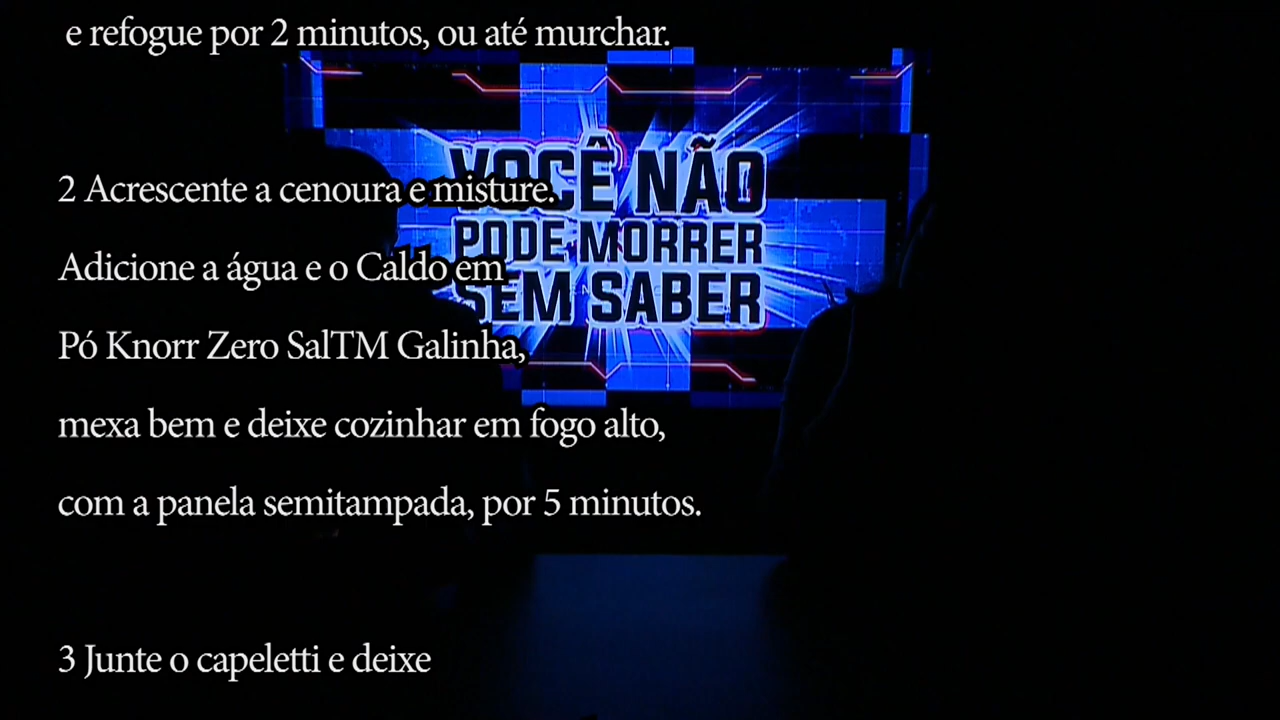 e refogue por 2 minutos, ou até murchar.
VOCÊ NÃO
PODE MORRER
SEM SABER
2 Acrescente a cenoura e misture.
Adicione a água e o Caldo em
Pó Knorr Zero SalTM Galinha,
mexa bem e deixe cozinhar em fogo alto,
com a panela semitampada, por 5 minutos.
3 Junte o capeletti e deixe